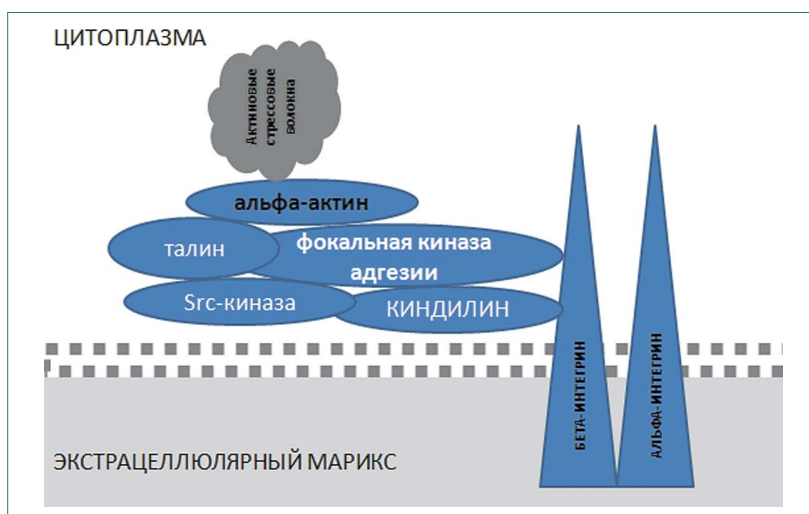 ЦИТОПЛАЗМА
Актиновые
стрессовые
волокна
альфа-актин
талин
фокальная киназа
адгезии
Src-киназа
КИНДИЛИН
БЕТА-ИНТЕГРИН
АЛЬФА-ИНТЕГРИН
ЭКСТРАЦЕЛЛЮЛЯРНЫЙ МАРИКС